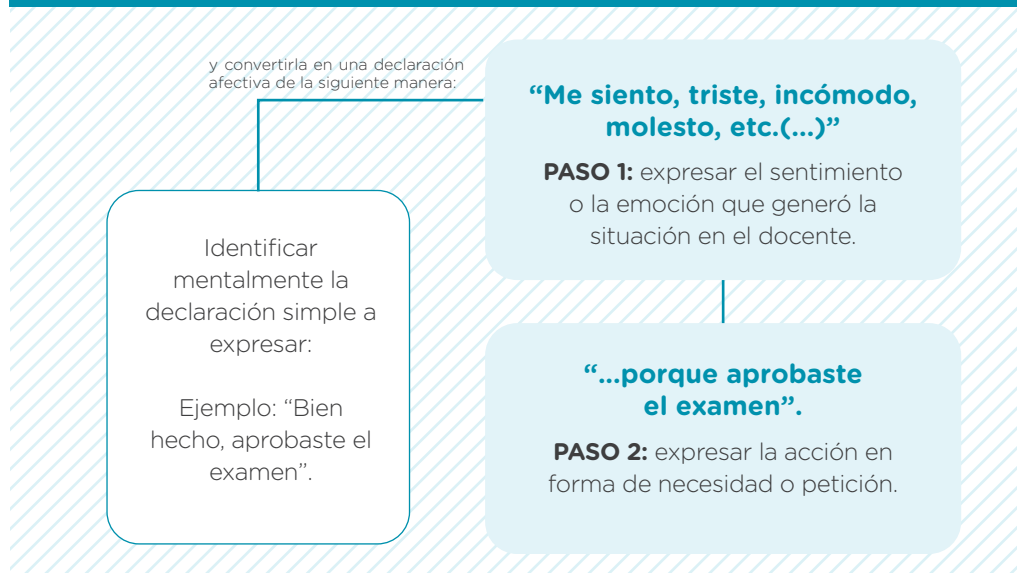 Identificar
mentalmente la
declaración simple a
expresar:
Ejemplo: “Bien
hecho, aprobaste el
examen”.
y convertirla en una declaración
afectiva de la siguiente manera:
“Me siento, triste, incómodo,
molesto, etc.(...)”
PASO 1: expresar el sentimiento
o la emoción que generó la
situación en el docente.
“...porque aprobaste
el examen”.
PASO 2: expresar la acción en
forma de necesidad o petición.